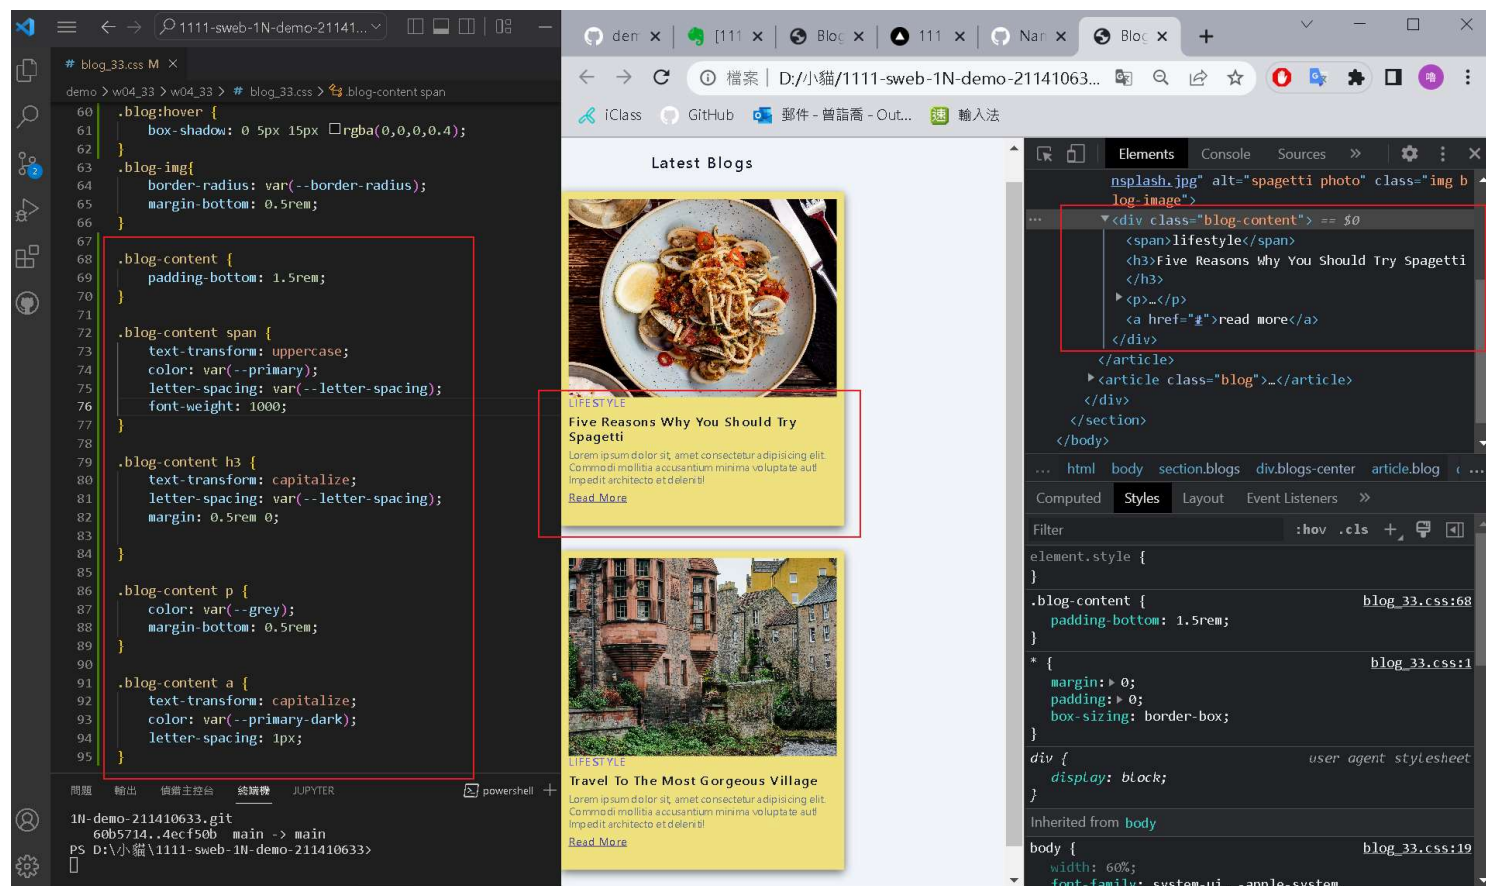 1111-sweb-1N-demo-21141...
# blog_33.css M ×
demo > w04_33 > w04_33 > # blog_33.css > .blog-content span
60 .blog:hover {
61 box-shadow: 0 5px 15px rgba(0,0,0,0.4);
62 }
63 .blog-img{
64 border-radius: var(--border-radius);
65 margin-bottom: 0.5rem;
66 }
67
68 .blog-content {
69 padding-bottom: 1.5rem;
70 }
71
72 .blog-content span {
73 text-transform: uppercase;
74 color: var(--primary);
75 letter-spacing: var(--letter-spacing);
76 font-weight: 1000;
77 }
78
79 .blog-content h3 {
80 text-transform: capitalize;
81 letter-spacing: var(--letter-spacing);
82 margin: 0.5rem 0;
83
84 }
85
86 .blog-content p {
87 color: var(--grey);
88 margin-bottom: 0.5rem;
89 }
90
91 .blog-content a {
92 text-transform: capitalize;
93 color: var(--primary-dark);
94 letter-spacing: 1px;
95 }
2
問題 輸出 偵錯主控台 終端機 JUPYTER powershell
1N-demo-211410633.git
60b5714..4ecf50b main -> main
PS D:\小貓\1111-sweb-1N-demo-211410633>
den × [111 × Blog × 111 × Nan × Blog ×
檔案 | D:/小貓/1111-sweb-1N-demo-21141063...
iClass GitHub 郵件 - 曾詣喬 - Out... 速 輸入法
Latest Blogs
LIFESTYLE
Five Reasons Why You Should Try
Spagetti
Lorem ipsum dolor sit, amet consectetur adipisicing elit.
Commodi mollitia accusantium minima voluptate aut!
Impedit architecto et deleniti!
Read More
LIFESTYLE
Travel To The Most Gorgeous Village
Lorem ipsum dolor sit, amet consectetur adipisicing elit.
Commodi mollitia accusantium minima voluptate aut!
Impedit architecto et deleniti!
Read More
Elements Console Sources »
nsplash.jpg" alt="spagetti photo" class="img b
log-image">
... <div class="blog-content"> == $0
<span>lifestyle</span>
<h3>Five Reasons Why You Should Try Spagetti
</h3>
<p>…</p>
<a href="#">read more</a>
</div>
</article>
<article class="blog">…</article>
</div>
</section>
</body>
... html body section.blogs div.blogs-center article.blog ...
Computed Styles Layout Event Listeners »
Filter :hov .cls +
element.style {
}
.blog-content { blog_33.css:68
padding-bottom: 1.5rem;
}
* { blog_33.css:1
margin: 0;
padding: 0;
box-sizing: border-box;
}
div { user agent stylesheet
display: block;
}
Inherited from body
body { blog_33.css:19
width: 60%;
font-family: system-ui, -apple-system,